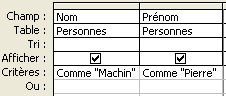 Champ : Nom Prénom
Table : Personnes Personnes
Tri :
Afficher :
Critères : Comme "Machin" Comme "Pierre"
Ou :